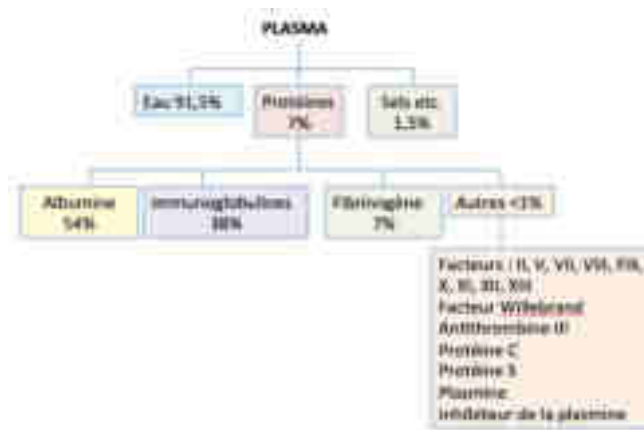 PLASMA
Eau 91,5%
Protéines
7%
Sels etc.
1,5%
Albumine
54%
Immunoglobulines
38%
Fibrinogène
7%
Autres <1%
Facteurs : II, V, VII, VIII,
X, XI, XII, XIII
Facteur Willebrand
Antithrombine III
Protéine C
Protéine S
Plasmine
Inhibiteur de la plasmine